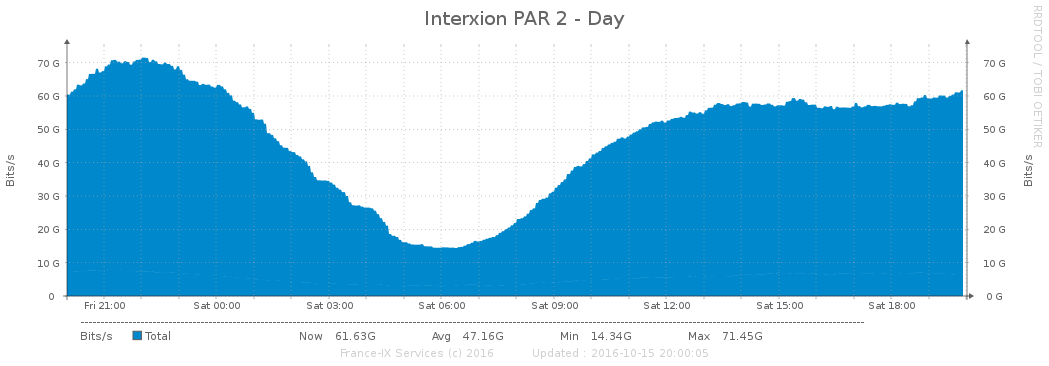 Interxion PAR 2 - Day
RRDTOOL / TOBI OETIKER
Bits/s
Bits/s
70 G 70 G
60 G 60 G
50 G 50 G
40 G 40 G
30 G 30 G
20 G 20 G
10 G 10 G
0 0 G
Fri 21:00 Sat 00:00 Sat 03:00 Sat 06:00 Sat 09:00 Sat 12:00 Sat 15:00 Sat 18:00
Bits/s Total Now 61.63G Avg 47.16G Min 14.34G Max 71.45G
France-IX Services (c) 2016 Updated : 2016-10-15 20:00:05